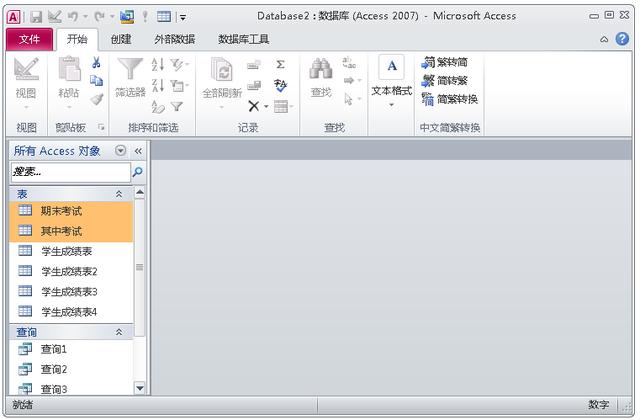 Database2 : 数据库 (Access 2007) - Microsoft Access
文件 开始 创建 外部数据 数据库工具
视图 粘贴 筛选器 全部刷新 查找 文本格式
繁转简
简转繁
简繁转换
视图 剪贴板 排序和筛选 记录 查找 中文简繁转换
所有 Access 对象
搜索...
表
期末考试
其中考试
学生成绩表
学生成绩表2
学生成绩表3
学生成绩表4
查询
查询1
查询2
查询3
就绪 数字